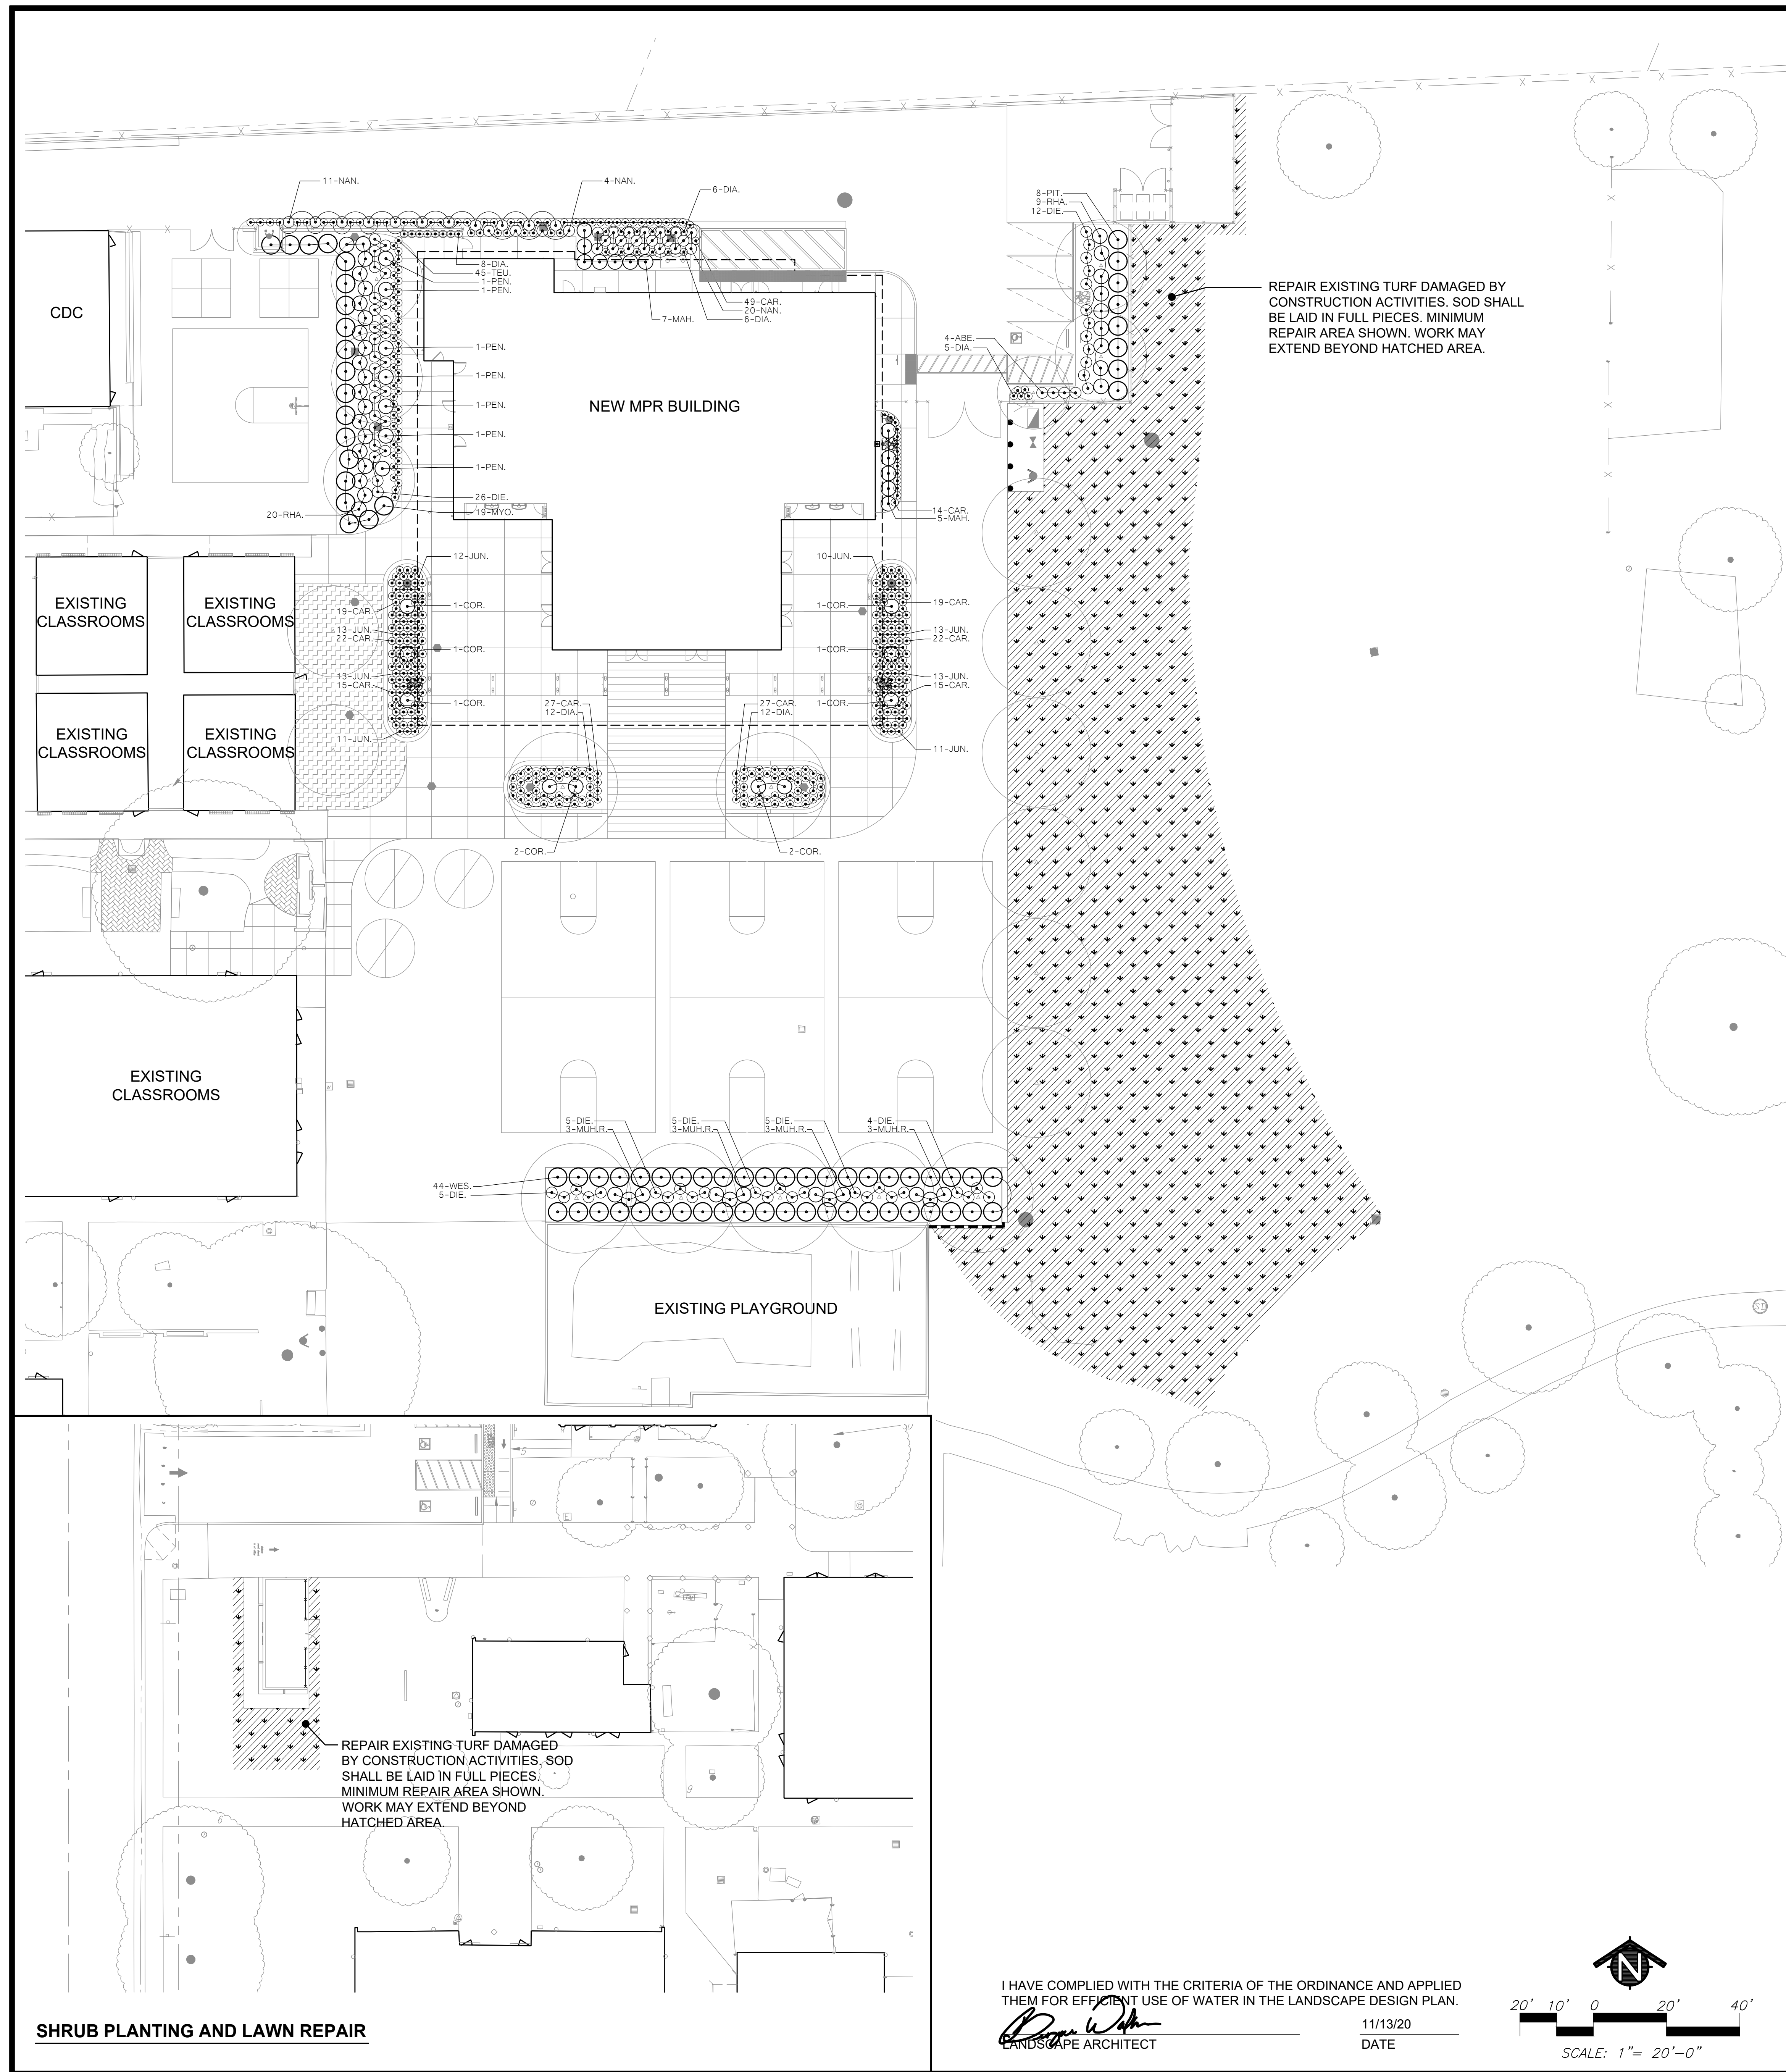 11-NAN.
4-NAN.
6-DIA.
8-PIT.
9-RHA.
12-DIE.
CDC
8-DIA.
45-TEU.
1-PEN.
1-PEN.
49-CAR.
20-NAN.
6-DIA.
7-MAH.
REPAIR EXISTING TURF DAMAGED BY
CONSTRUCTION ACTIVITIES. SOD SHALL
BE LAID IN FULL PIECES. MINIMUM
REPAIR AREA SHOWN. WORK MAY
EXTEND BEYOND HATCHED AREA.
4-ABE.
5-DIA.
1-PEN.
1-PEN.
1-PEN.
1-PEN.
1-PEN.
NEW MPR BUILDING
26-DIE.
19-MYO.
20-RHA.
14-CAR.
5-MAH.
12-JUN.
10-JUN.
EXISTING
CLASSROOMS
EXISTING
CLASSROOMS
19-CAR.
1-COR.
1-COR.
19-CAR.
13-JUN.
22-CAR.
13-JUN.
22-CAR.
1-COR.
1-COR.
13-JUN.
15-CAR.
13-JUN.
15-CAR.
1-COR.
27-CAR.
12-DIA.
27-CAR.
12-DIA.
1-COR.
EXISTING
CLASSROOMS
EXISTING
CLASSROOMS
11-JUN.
11-JUN.
2-COR.
2-COR.
EXISTING
CLASSROOMS
5-DIE.
3-MUH.R.
5-DIE.
3-MUH.R.
5-DIE.
3-MUH.R.
4-DIE.
3-MUH.R.
44-WES.
5-DIE.
EXISTING PLAYGROUND
SD
REPAIR EXISTING TURF DAMAGED
BY CONSTRUCTION ACTIVITIES. SOD
SHALL BE LAID IN FULL PIECES.
MINIMUM REPAIR AREA SHOWN.
WORK MAY EXTEND BEYOND
HATCHED AREA.
SHRUB PLANTING AND LAWN REPAIR
I HAVE COMPLIED WITH THE CRITERIA OF THE ORDINANCE AND APPLIED
THEM FOR EFFICIENT USE OF WATER IN THE LANDSCAPE DESIGN PLAN.
11/13/20
LANDSCAPE ARCHITECT
DATE
N
20' 10' 0 20' 40'
SCALE: 1"= 20'-0"